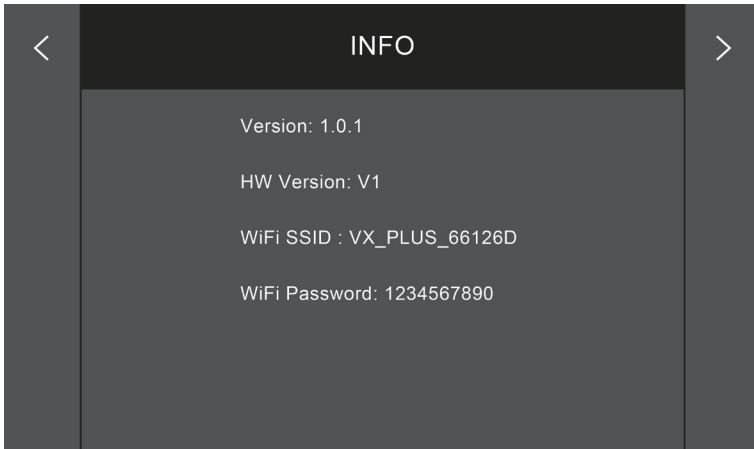 INFO
Version: 1.0.1
HW Version: V1
WiFi SSID : VX_PLUS_66126D
WiFi Password: 1234567890